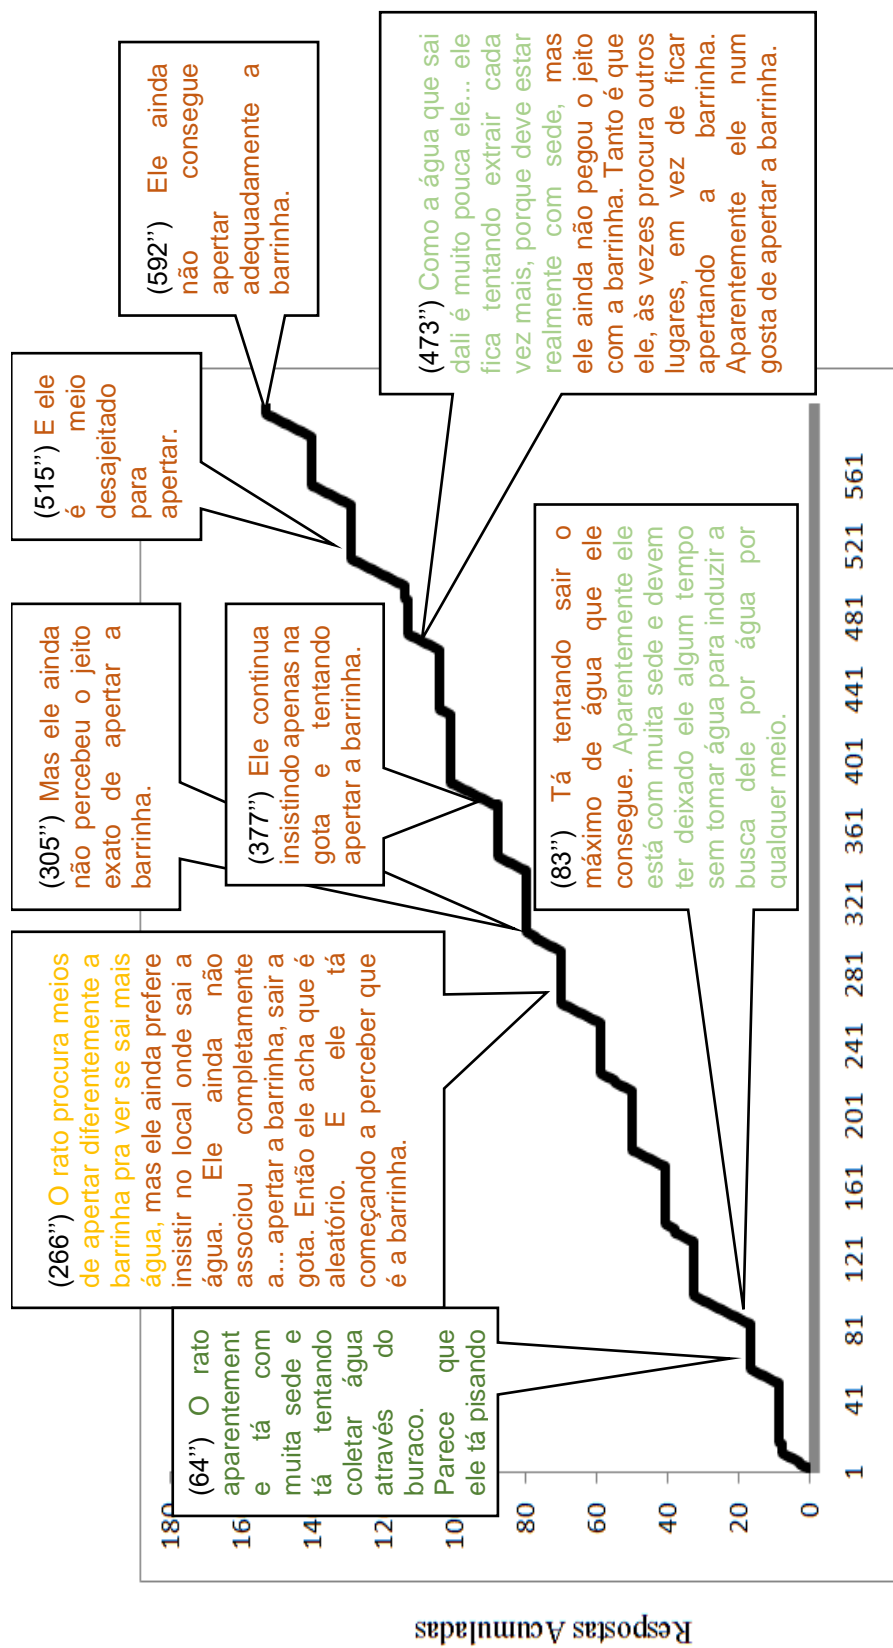 (592”) Ele ainda
não consegue
apertar
adequadamente a
barrinha.
(515”) E ele
é meio
desajeitado
para
apertar.
(473”) Como a água que sai
dali é muito pouca ele... ele
fica tentando extrair cada
vez mais, porque deve estar
realmente com sede, mas
ele ainda não pegou o jeito
com a barrinha. Tanto é que
ele, às vezes procura outros
lugares, em vez de ficar
apertando a barrinha.
Aparentemente ele num
gosta de apertar a barrinha.
(305”) Mas ele ainda
não percebeu o jeito
exato de apertar a
barrinha.
(377”) Ele continua
insistindo apenas na
gota e tentando
apertar a barrinha.
(83”) Tá tentando sair o
máximo de água que ele
consegue. Aparentemente ele
está com muita sede e devem
ter deixado ele algum tempo
sem tomar água para induzir a
busca dele por água por
qualquer meio.
(266”) O rato procura meios
de apertar diferentemente a
barrinha pra ver se sai mais
água, mas ele ainda prefere
insistir no local onde sai a
água. Ele ainda não
associou completamente
a... apertar a barrinha, sair a
gota. Então ele acha que é
aleatório. E ele tá
começando a perceber que
é a barrinha.
(64”) O rato
aparentement
e tá com
muita sede e
tá tentando
coletar água
através do
buraco.
Parece que
ele tá pisando
180
16
14
12
10
80
60
40
20
0
1 41 81 121 161 201 241 281 321 361 401 441 481 521 561
Respostas Acumuladas